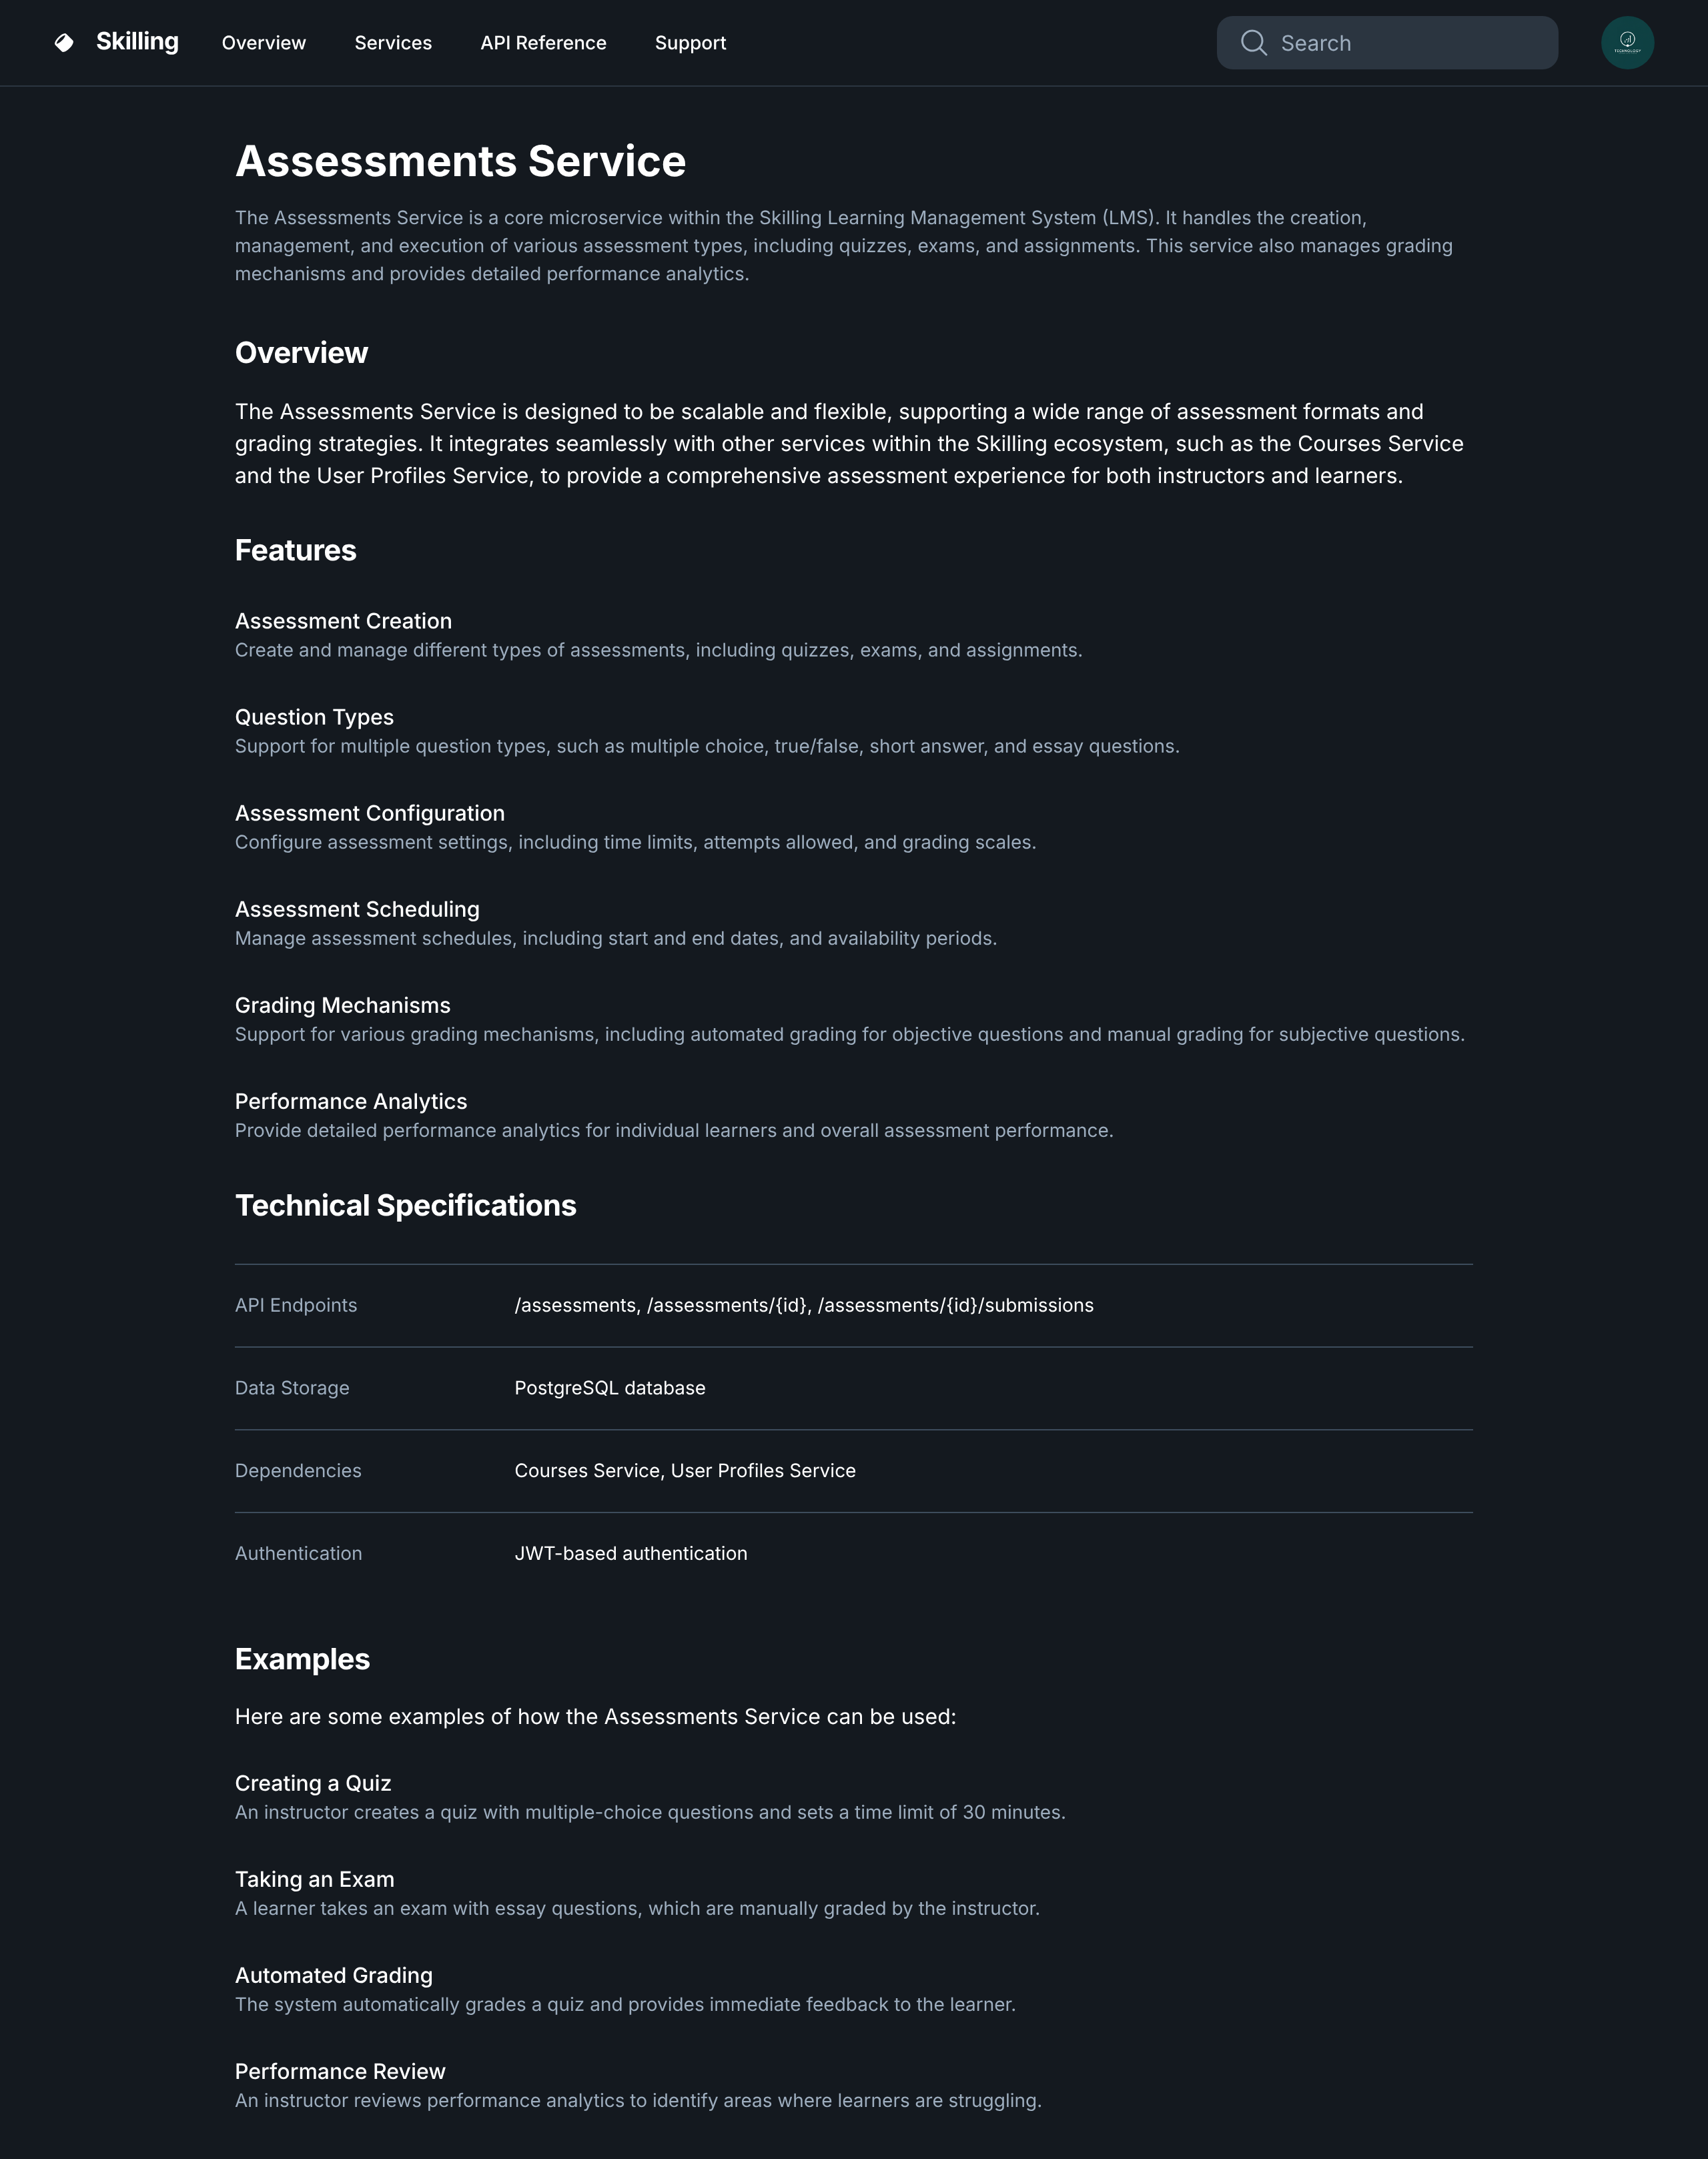 Skilling
Overview
Services
API Reference
Support
Search
TECHNOLOGY
Assessments Service
The Assessments Service is a core microservice within the Skilling Learning Management System (LMS). It handles the creation,
management, and execution of various assessment types, including quizzes, exams, and assignments. This service also manages grading
mechanisms and provides detailed performance analytics.
Overview
The Assessments Service is designed to be scalable and flexible, supporting a wide range of assessment formats and
grading strategies. It integrates seamlessly with other services within the Skilling ecosystem, such as the Courses Service
and the User Profiles Service, to provide a comprehensive assessment experience for both instructors and learners.
Features
Assessment Creation
Create and manage different types of assessments, including quizzes, exams, and assignments.
Question Types
Support for multiple question types, such as multiple choice, true/false, short answer, and essay questions.
Assessment Configuration
Configure assessment settings, including time limits, attempts allowed, and grading scales.
Assessment Scheduling
Manage assessment schedules, including start and end dates, and availability periods.
Grading Mechanisms
Support for various grading mechanisms, including automated grading for objective questions and manual grading for subjective questions.
Performance Analytics
Provide detailed performance analytics for individual learners and overall assessment performance.
Technical Specifications
API Endpoints
/assessments, /assessments/{id}, /assessments/{id}/submissions
Data Storage
PostgreSQL database
Dependencies
Courses Service, User Profiles Service
Authentication
JWT-based authentication
Examples
Here are some examples of how the Assessments Service can be used:
Creating a Quiz
An instructor creates a quiz with multiple-choice questions and sets a time limit of 30 minutes.
Taking an Exam
A learner takes an exam with essay questions, which are manually graded by the instructor.
Automated Grading
The system automatically grades a quiz and provides immediate feedback to the learner.
Performance Review
An instructor reviews performance analytics to identify areas where learners are struggling.